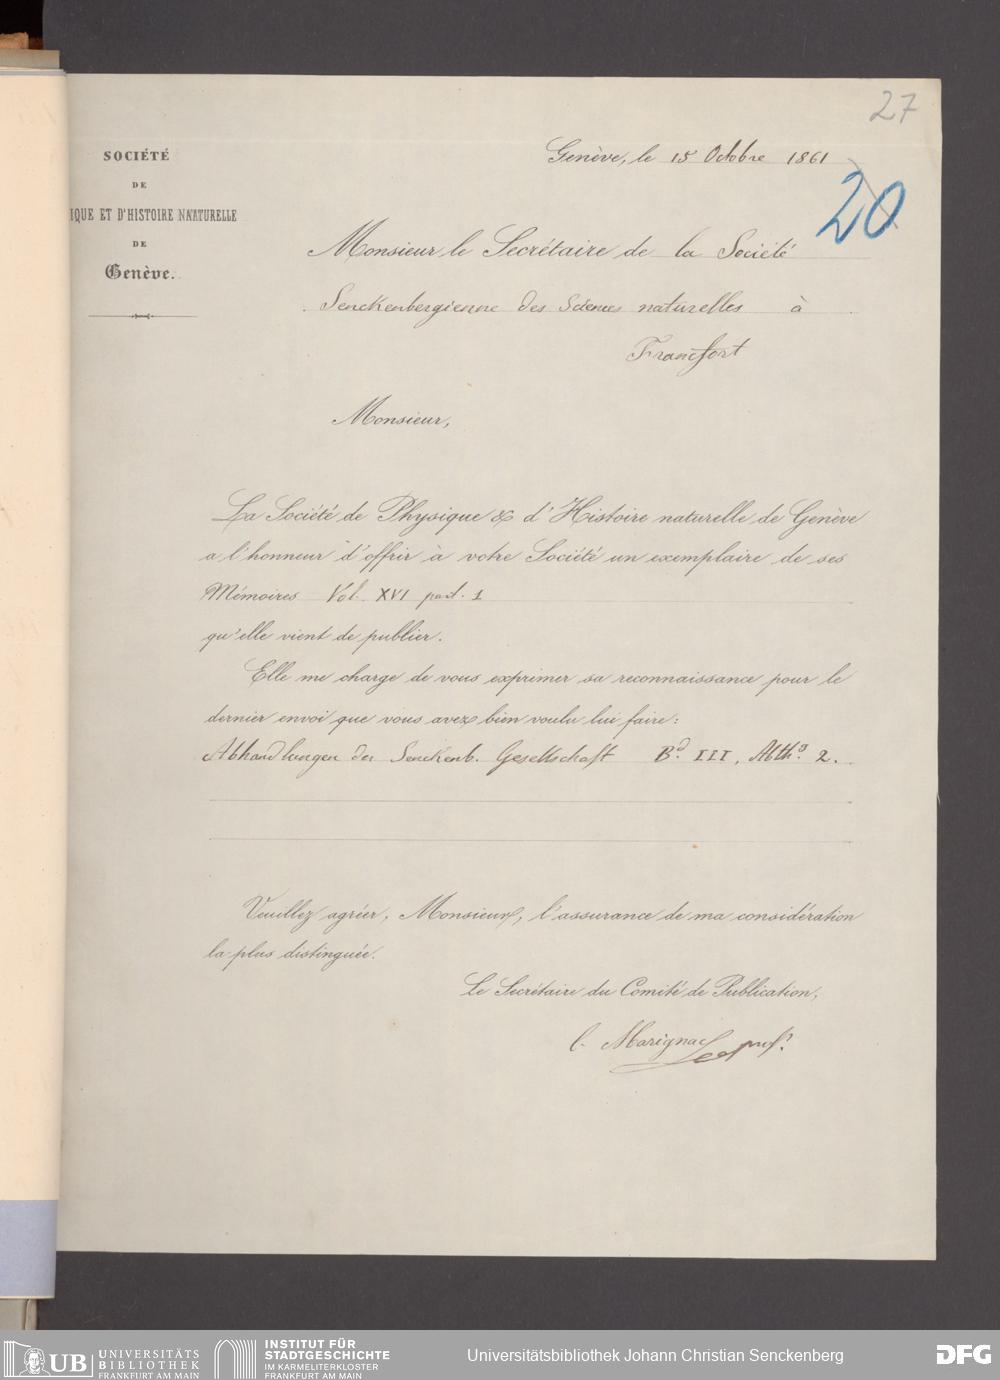 27
SOCIÉTÉ
DE
IQUE ET D'HISTOIRE NATURELLE
DE
Genève.
Genève, le 15 Octobre 1861
20
Monsieur le Secrétaire de la Société
Senckenbergienne des Sciences naturelles à
Francfort
Monsieur,
La Société de Physique & d'Histoire naturelle de Genève
a l'honneur d'offrir à votre Société un exemplaire de ses
Mémoires Vol. XVI part. 1
qu'elle vient de publier.
Elle me charge de vous exprimer sa reconnaissance pour le
dernier envoi que vous avez bien voulu lui faire:
Abhandlungen der Senckenb. Gesellschaft Bd. III, Abthg. 2.
Veuillez agréer, Monsieur, l'assurance de ma considération
la plus distinguée.
Le Secrétaire du Comité de Publication,
C. Marignac prof.
UB UNIVERSITÄTS
BIBLIOTHEK
FRANKFURT AM MAIN
INSTITUT FÜR
STADTGESCHICHTE
IM KARMELITERKLOSTER
FRANKFURT AM MAIN
Universitätsbibliothek Johann Christian Senckenberg
DFG